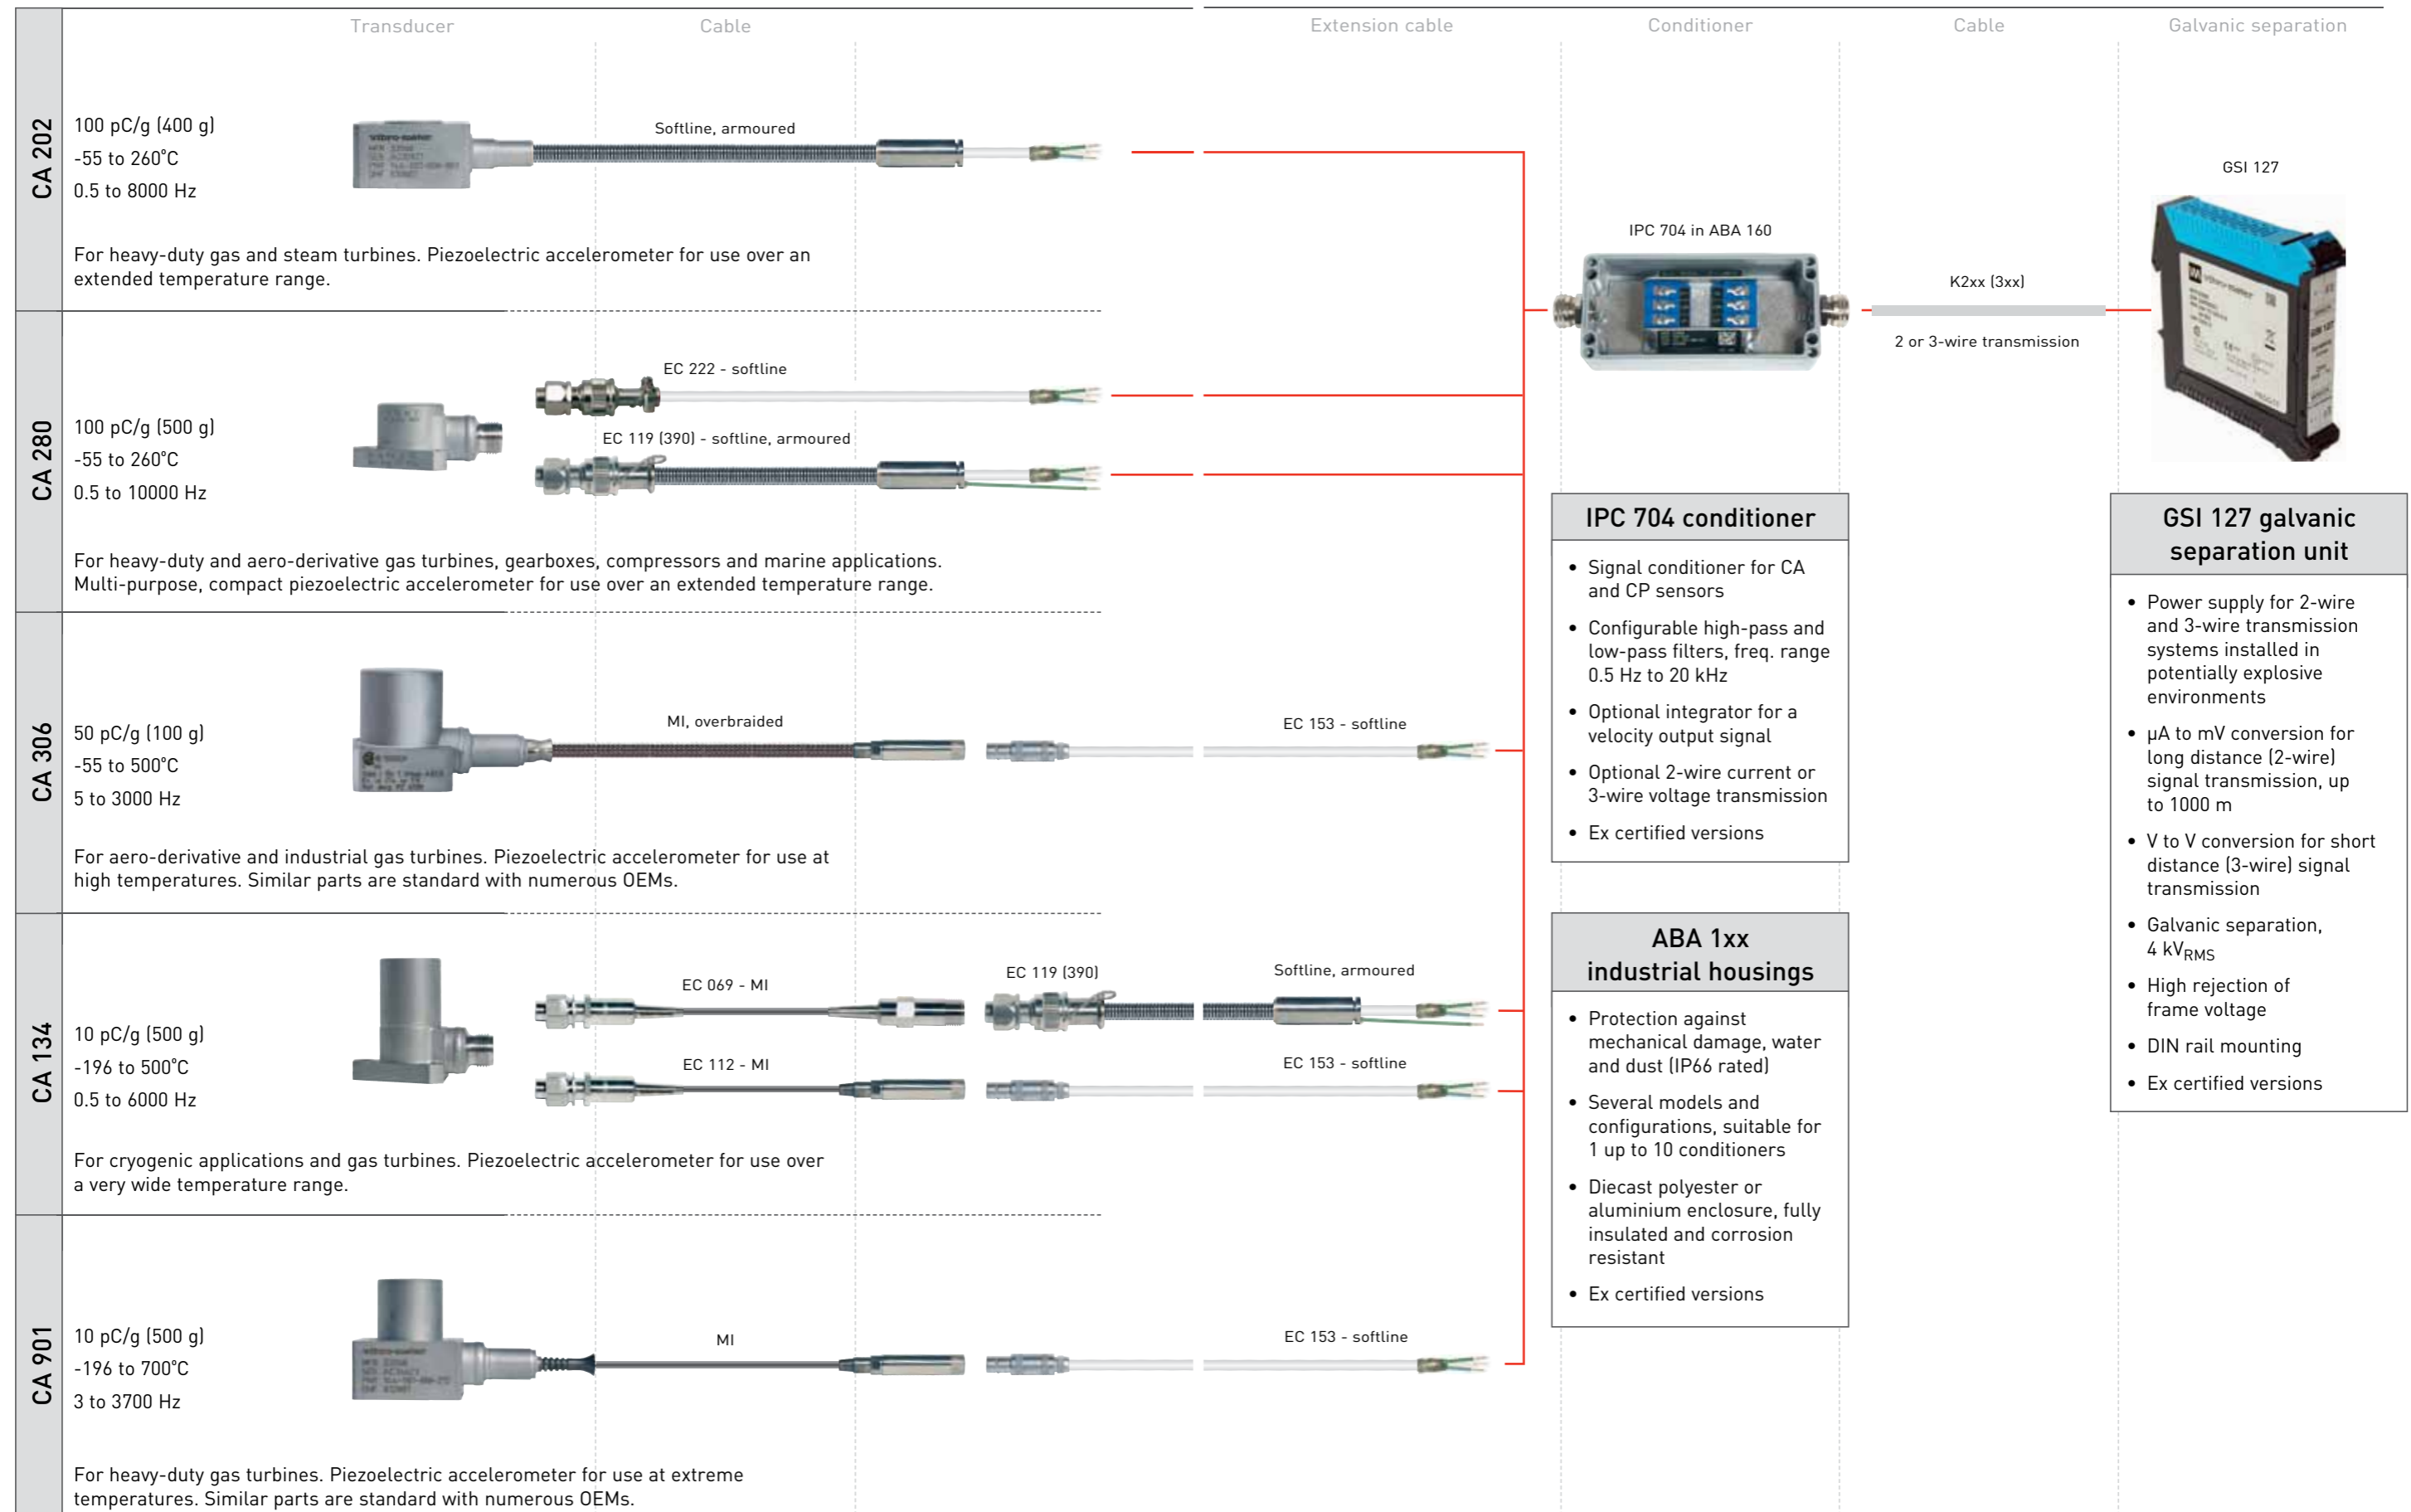 Transducer
Cable
Extension cable
Conditioner
Cable
Galvanic separation
CA 202
100 pC/g (400 g)
-55 to 260°C
0.5 to 8000 Hz
Softline, armoured
For heavy-duty gas and steam turbines. Piezoelectric accelerometer for use over an
extended temperature range.
CA 280
100 pC/g (500 g)
-55 to 260°C
0.5 to 10000 Hz
EC 222 - softline
EC 119 (390) - softline, armoured
For heavy-duty and aero-derivative gas turbines, gearboxes, compressors and marine applications.
Multi-purpose, compact piezoelectric accelerometer for use over an extended temperature range.
CA 306
50 pC/g (100 g)
-55 to 500°C
5 to 3000 Hz
MI, overbraided
EC 153 - softline
For aero-derivative and industrial gas turbines. Piezoelectric accelerometer for use at
high temperatures. Similar parts are standard with numerous OEMs.
CA 134
10 pC/g (500 g)
-196 to 500°C
0.5 to 6000 Hz
EC 069 - MI
EC 119 (390)
Softline, armoured
EC 112 - MI
EC 153 - softline
For cryogenic applications and gas turbines. Piezoelectric accelerometer for use over
a very wide temperature range.
CA 901
10 pC/g (500 g)
-196 to 700°C
3 to 3700 Hz
MI
EC 153 - softline
For heavy-duty gas turbines. Piezoelectric accelerometer for use at extreme
temperatures. Similar parts are standard with numerous OEMs.
IPC 704 in ABA 160
K2xx (3xx)
2 or 3-wire transmission
GSI 127
vibro-meter
GSI 127
IPC 704 conditioner
• Signal conditioner for CA
and CP sensors
• Configurable high-pass and
low-pass filters, freq. range
0.5 Hz to 20 kHz
• Optional integrator for a
velocity output signal
• Optional 2-wire current or
3-wire voltage transmission
• Ex certified versions
ABA 1xx
industrial housings
• Protection against
mechanical damage, water
and dust (IP66 rated)
• Several models and
configurations, suitable for
1 up to 10 conditioners
• Diecast polyester or
aluminium enclosure, fully
insulated and corrosion
resistant
• Ex certified versions
GSI 127 galvanic
separation unit
• Power supply for 2-wire
and 3-wire transmission
systems installed in
potentially explosive
environments
• µA to mV conversion for
long distance (2-wire)
signal transmission, up
to 1000 m
• V to V conversion for short
distance (3-wire) signal
transmission
• Galvanic separation,
4 kVRMS
• High rejection of
frame voltage
• DIN rail mounting
• Ex certified versions